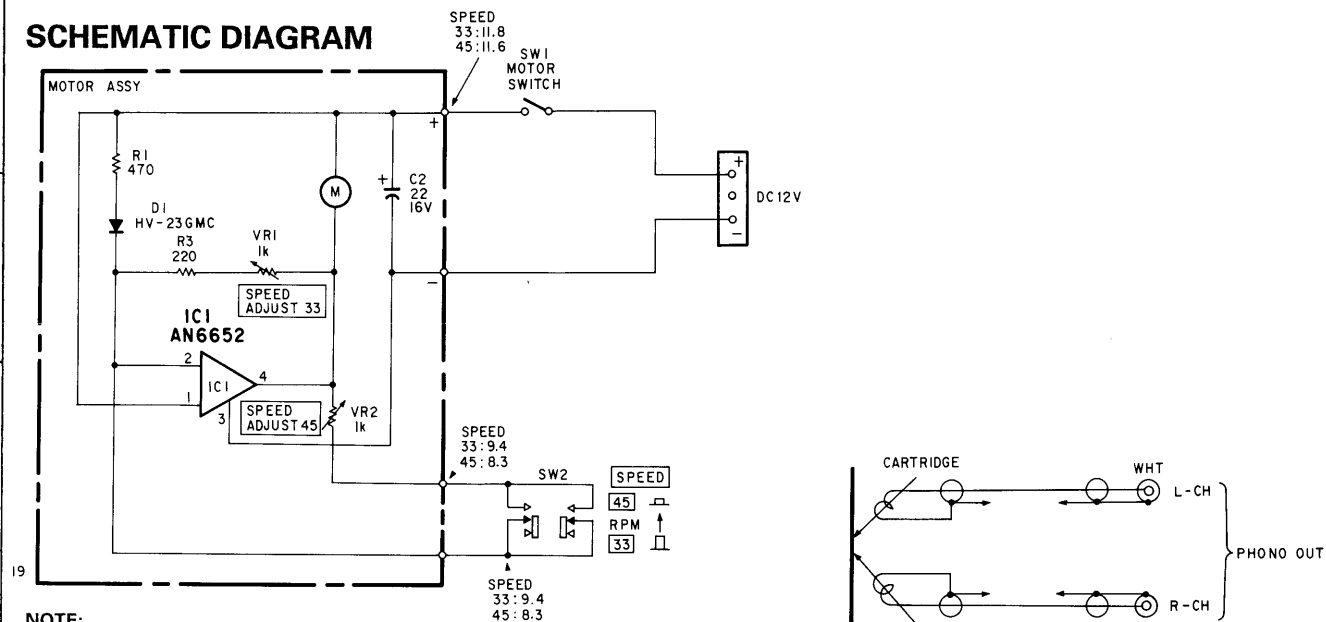 SCHEMATIC DIAGRAM
SPEED
33:11.8
45:11.6
SW1
MOTOR
SWITCH
MOTOR ASSY
+
R1
470
M
+
C2
22
16V
+
DC12V
-
D1
HV-23GMC
R3
220
VR1
1k
-
SPEED
ADJUST 33
IC1
AN6652
2
IC1
4
1
3
SPEED
ADJUST 45
VR2
1k
SPEED
33:9.4
45:8.3
SW2
SPEED
45
RPM
33
CARTRIDGE
WHT
L-CH
PHONO OUT
R-CH
19
SPEED
33:9.4
45:8.3
NOTE: